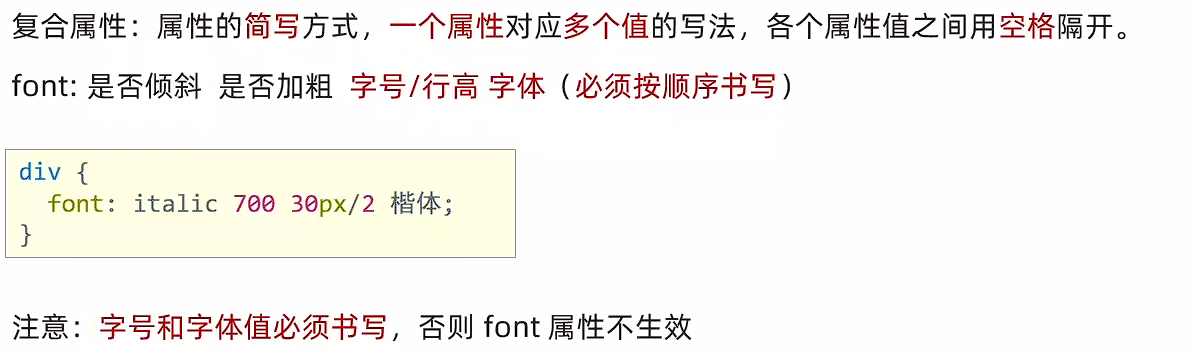 复合属性：属性的简写方式，一个属性对应多个值的写法，各个属性值之间用空格隔开。
font: 是否倾斜 是否加粗 字号/行高 字体（必须按顺序书写）
div {
  font: italic 700 30px/2 楷体;
}
注意：字号和字体值必须书写，否则 font 属性不生效